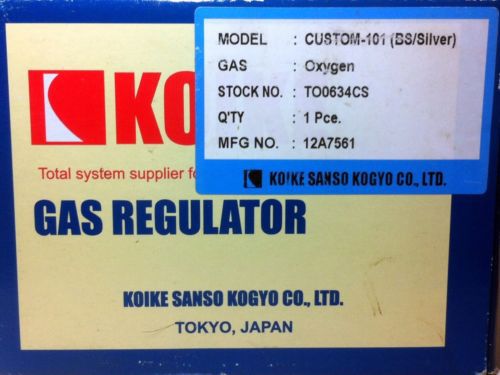 MODEL : CUSTOM-101 (BS/Silver)
GAS : Oxygen
STOCK NO. : TO0634CS
Q'TY : 1 Pce.
MFG NO. : 12A7561
KOIKE SANSO KOGYO CO., LTD.
KO
Total system supplier fo
GAS REGULATOR
KOIKE SANSO KOGYO CO., LTD.
TOKYO, JAPAN